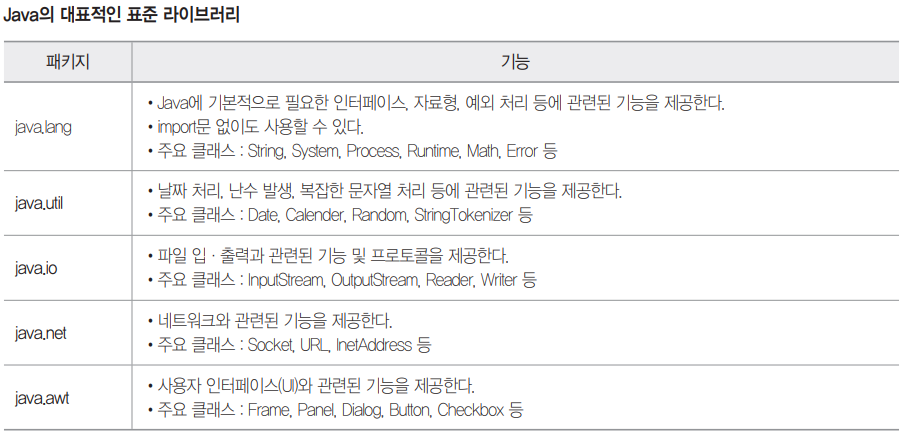 Java의 대표적인 표준 라이브러리
패키지 기능
java.lang
• Java에 기본적으로 필요한 인터페이스, 자료형, 예외 처리 등에 관련된 기능을 제공한다.
• import문 없이도 사용할 수 있다.
• 주요 클래스 : String, System, Process, Runtime, Math, Error 등
java.util
• 날짜 처리, 난수 발생, 복잡한 문자열 처리 등에 관련된 기능을 제공한다.
• 주요 클래스 : Date, Calender, Random, StringTokenizer 등
java.io
• 파일 입 · 출력과 관련된 기능 및 프로토콜을 제공한다.
• 주요 클래스 : InputStream, OutputStream, Reader, Writer 등
java.net
• 네트워크와 관련된 기능을 제공한다.
• 주요 클래스 : Socket, URL, InetAddress 등
java.awt
• 사용자 인터페이스(UI)와 관련된 기능을 제공한다.
• 주요 클래스 : Frame, Panel, Dialog, Button, Checkbox 등